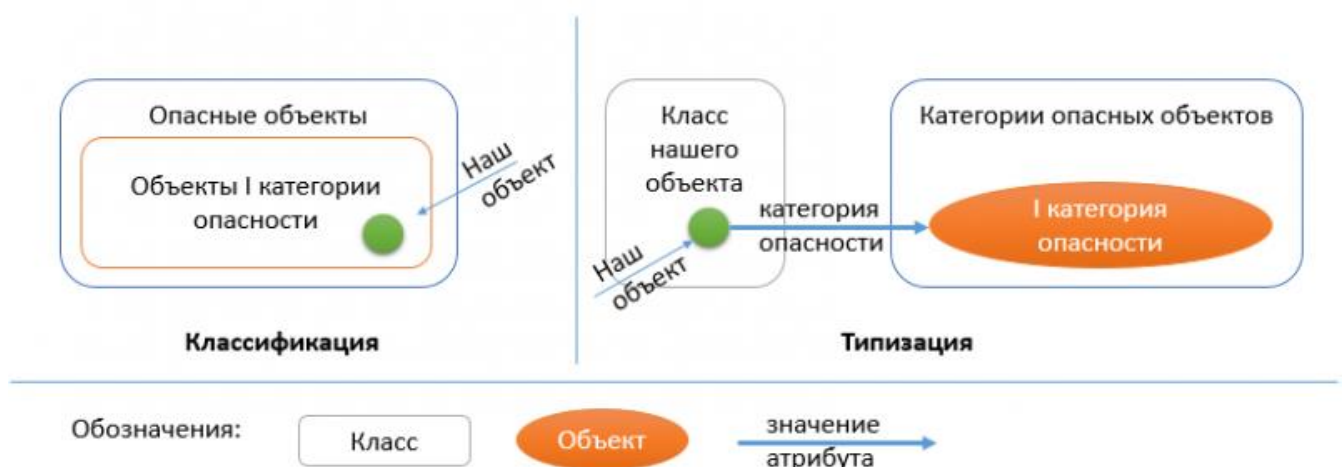 Опасные объекты
Объекты I категории
опасности
Наш
объект
Классификация
Класс
нашего
объекта
Наш
объект
категория
опасности
Категории опасных объектов
I категория
опасности
Типизация
Обозначения:
Класс
Объект
значение
атрибута